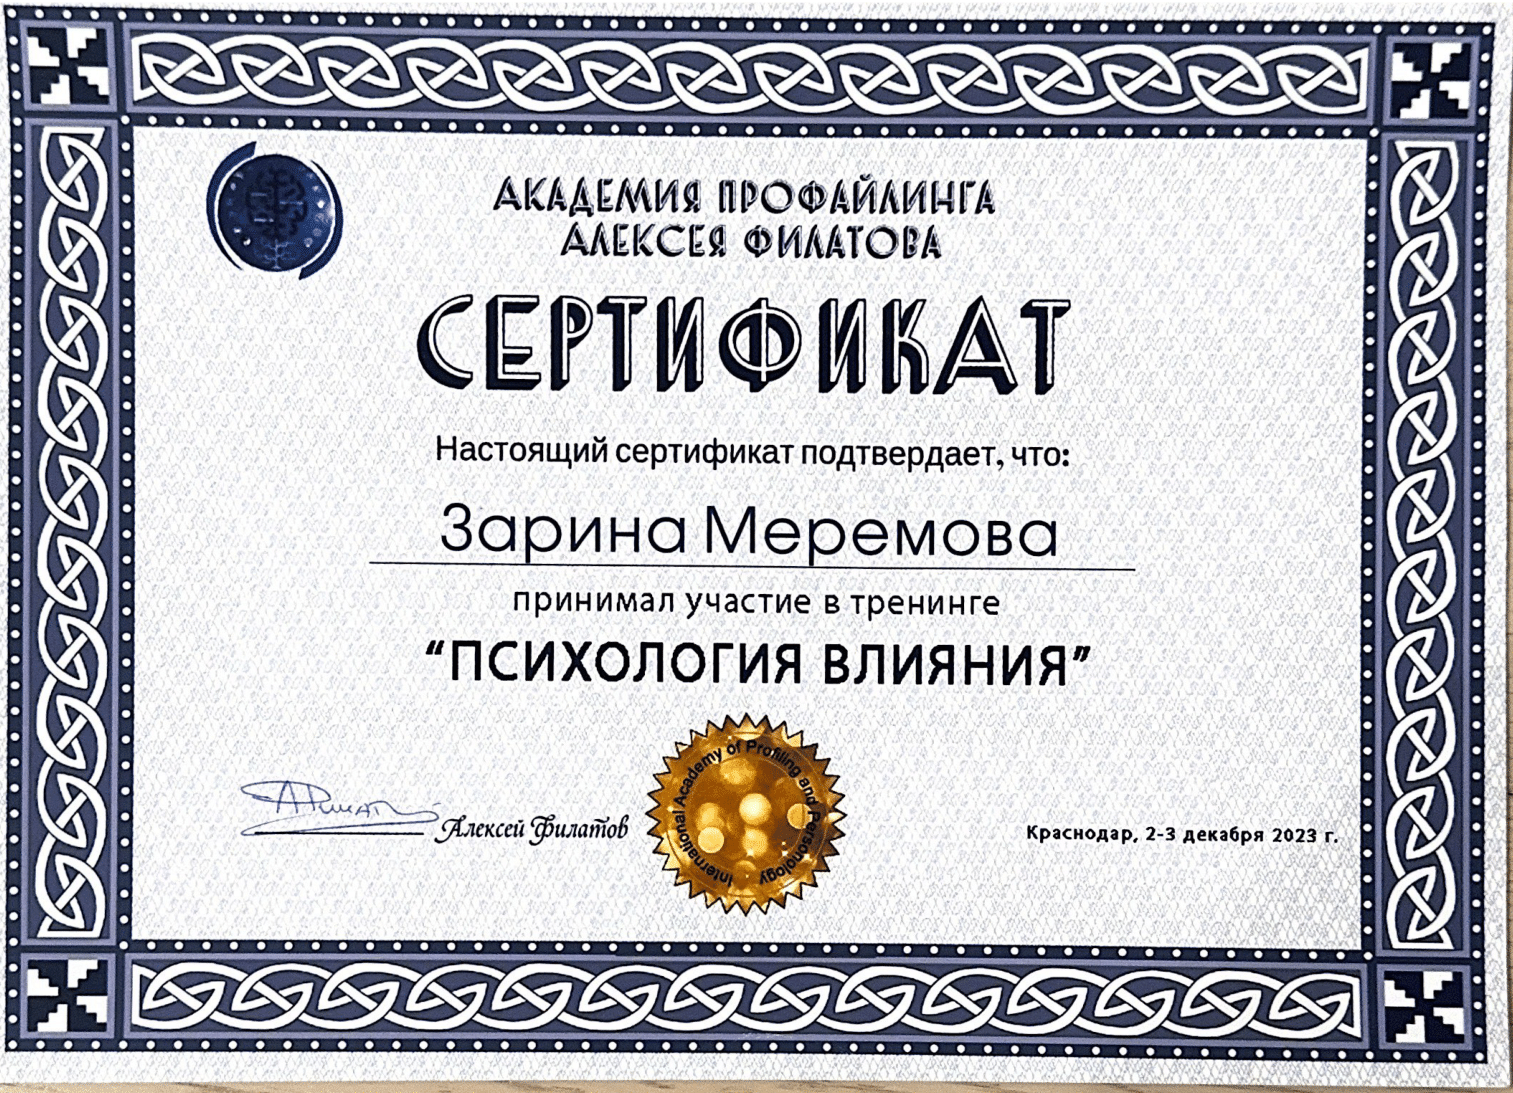 АКАДЕМИЯ ПРОФАЙЛИНГА
АЛЕКСЕЯ ФИЛАТОВА
СЕРТИФИКАТ
Настоящий сертификат подтвердает, что:
Зарина Меремова
принимал участие в тренинге
“ПСИХОЛОГИЯ ВЛИЯНИЯ”
International Academy of Profiling and Personology
Алексей Филатов
Краснодар, 2-3 декабря 2023 г.